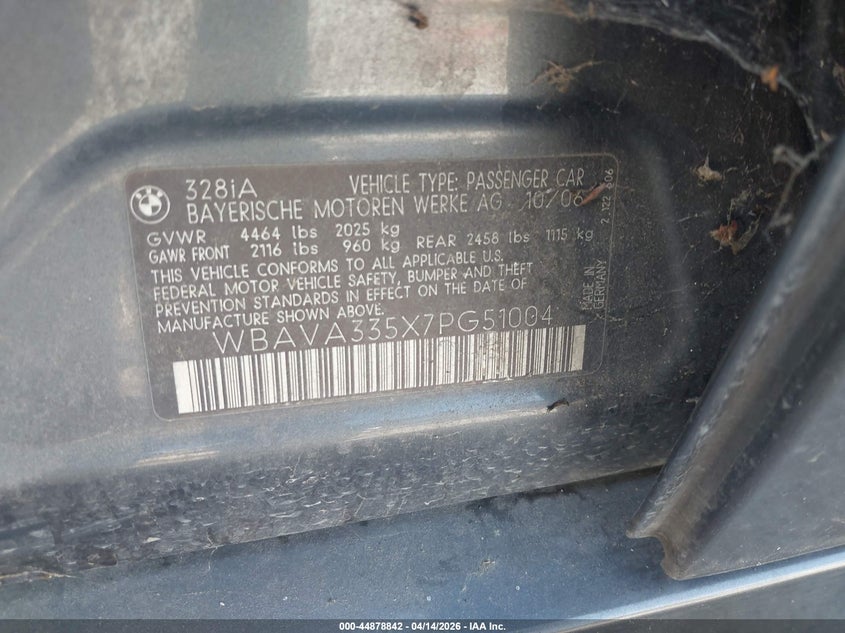 BMW
328iA VEHICLE TYPE: PASSENGER CAR
BAYERISCHE MOTOREN WERKE AG 10/06
GVWR 4464 lbs 2025 kg
GAWR FRONT 2116 lbs 960 kg REAR 2458 lbs 1115 kg
THIS VEHICLE CONFORMS TO ALL APPLICABLE U.S.
FEDERAL MOTOR VEHICLE SAFETY, BUMPER AND THEFT
PREVENTION STANDARDS IN EFFECT ON THE DATE OF
MANUFACTURE SHOWN ABOVE.
WBAVA335X7PG51004
MADE IN
GERMANY
000-44878842 - 04/14/2026 - IAA Inc.